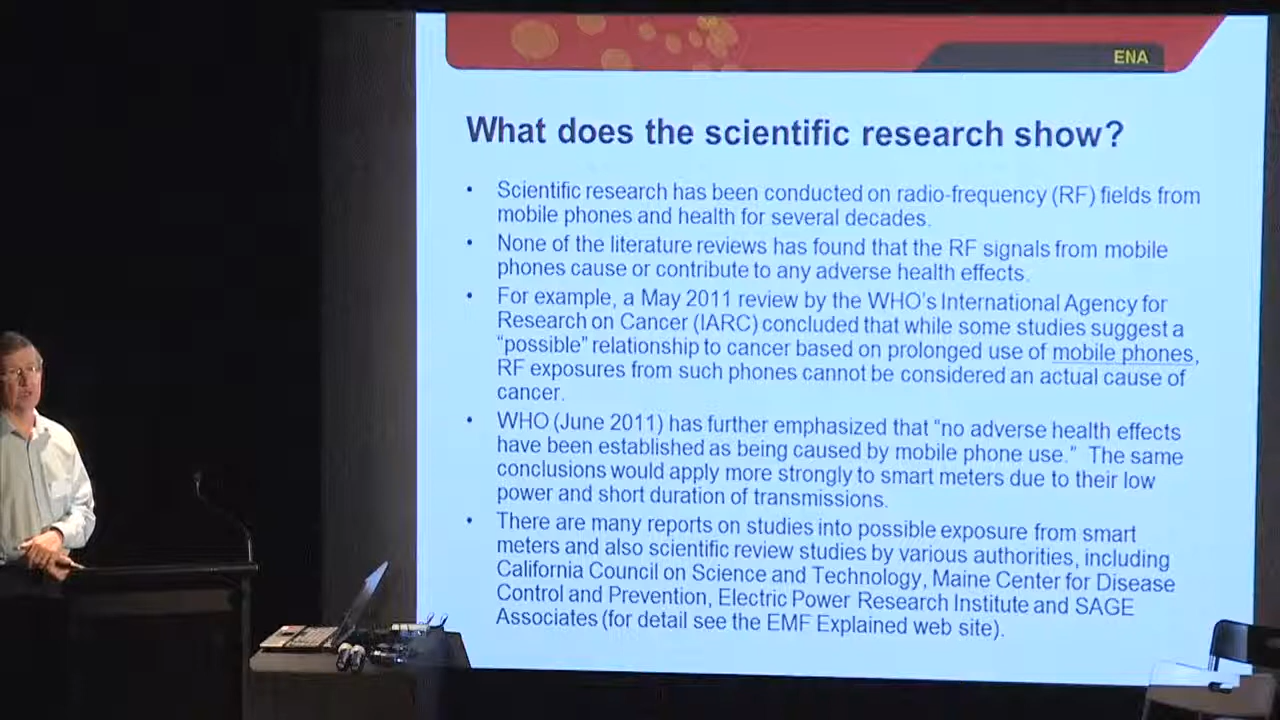 ENA
What does the scientific research show?
• Scientific research has been conducted on radio-frequency (RF) fields from
mobile phones and health for several decades.
• None of the literature reviews has found that the RF signals from mobile
phones cause or contribute to any adverse health effects.
• For example, a May 2011 review by the WHO's International Agency for
Research on Cancer (IARC) concluded that while some studies suggest a
"possible" relationship to cancer based on prolonged use of mobile phones,
RF exposures from such phones cannot be considered an actual cause of
cancer.
• WHO (June 2011) has further emphasized that "no adverse health effects
have been established as being caused by mobile phone use." The same
conclusions would apply more strongly to smart meters due to their low
power and short duration of transmissions.
• There are many reports on studies into possible exposure from smart
meters and also scientific review studies by various authorities, including
California Council on Science and Technology, Maine Center for Disease
Control and Prevention, Electric Power Research Institute and SAGE
Associates (for detail see the EMF Explained web site).